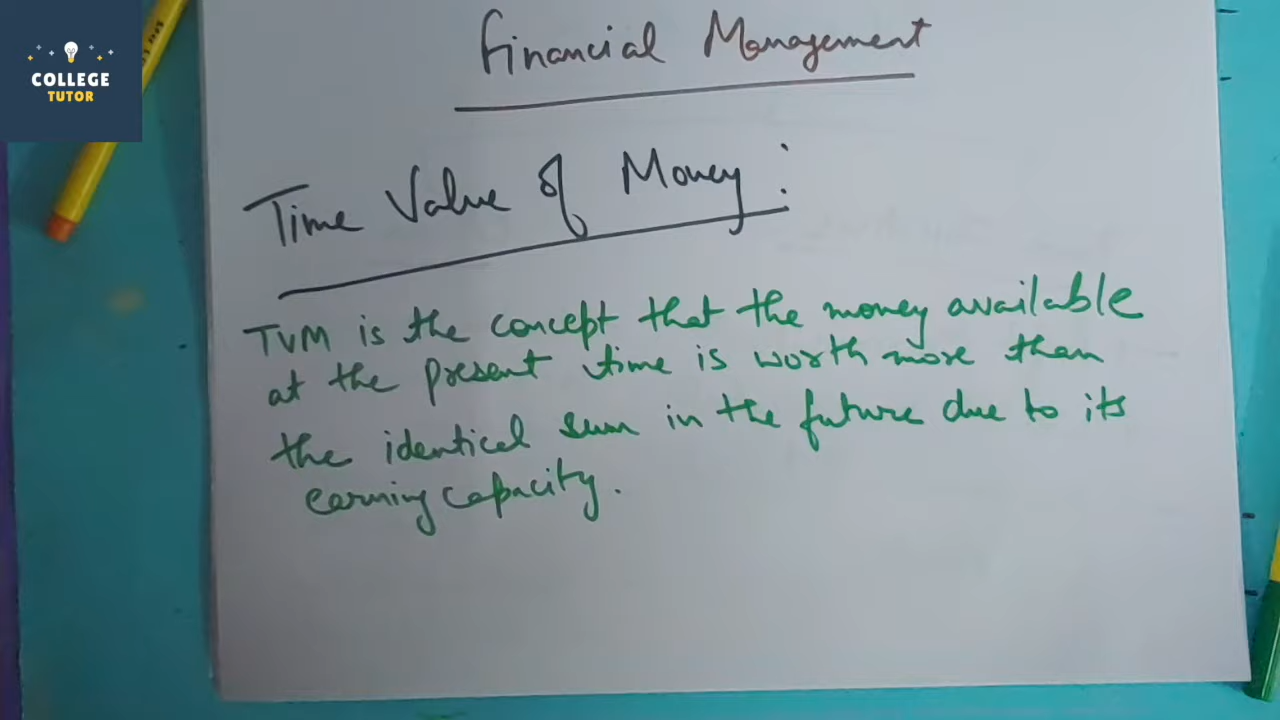 COLLEGE
TUTOR
Financial Management
Time Value of Money:
TVM is the concept that the money available
at the present time is worth more than
the identical sum in the future due to its
earning capacity.